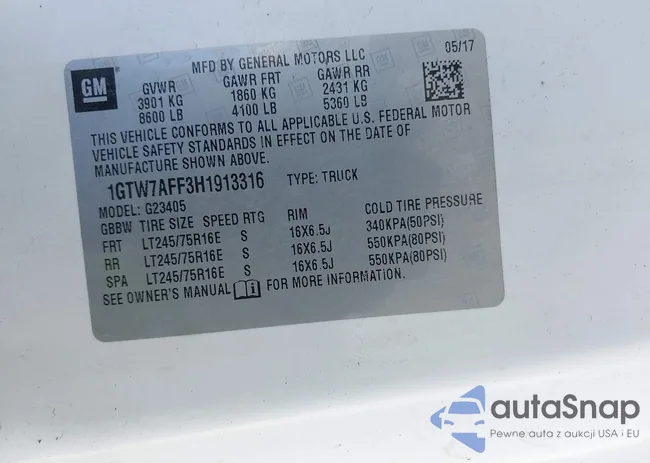 GM
MFD BY GENERAL MOTORS LLC 05/17
GVWR GAWR FRT GAWR RR
3901 KG 1860 KG 2431 KG
8600 LB 4100 LB 5360 LB
THIS VEHICLE CONFORMS TO ALL APPLICABLE U.S. FEDERAL MOTOR
VEHICLE SAFETY STANDARDS IN EFFECT ON THE DATE OF
MANUFACTURE SHOWN ABOVE.
1GTW7AFF3H1913316 TYPE: TRUCK
MODEL: G23405
GBBW TIRE SIZE SPEED RTG RIM COLD TIRE PRESSURE
FRT LT245/75R16E S 16X6.5J 340KPA(50PSI)
RR LT245/75R16E S 16X6.5J 550KPA(80PSI)
SPA LT245/75R16E S 16X6.5J 550KPA(80PSI)
SEE OWNER'S MANUAL FOR MORE INFORMATION.
autaSnap
Pewne auta z aukcji USA i EU